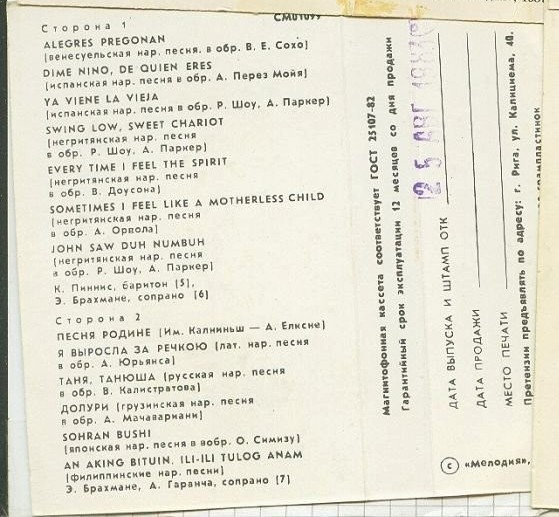 Сторона 1
СМ01099
ALEGRES PREGONAN
(венесуельская нар. песня, в обр. В. Е. Сохо)
DIME NINO, DE QUIEN ERES
(испанская нар. песня в обр. А. Перез Мойя)
YA VIENE LA VIEJA
(испанская нар. песня в обр. Р. Шоу, А. Паркер)
SWING LOW, SWEET CHARIOT
(негритянская нар. песня
в обр. Р. Шоу, А. Паркер)
EVERY TIME I FEEL THE SPIRIT
(негритянская нар. песня
в обр. В. Доусона)
SOMETIMES I FEEL LIKE A MOTHERLESS CHILD
(негритянская нар. песня
в обр. А. Орвола)
JOHN SAW DUH NUMBUH
(негритянская нар. песня
в обр. Р. Шоу, А. Паркер)
К. Пиннис, баритон (5),
Э. Брахмане, сопрано (6)
Сторона 2
ПЕСНЯ РОДИНЕ (Им. Калниньш — А. Елксне)
Я ВЫРОСЛА ЗА РЕЧКОЮ (лат. нар. песня
в обр. А. Юрьянса)
ТАНЯ, ТАНЮША (русская нар. песня
в обр. В. Калистратова)
ДОЛУРИ (грузинская нар. песня
в обр. А. Мачавариани)
SOHRAN BUSHI
(японская нар. песня в вобр. О. Симизу)
AN AKING BITUIN, ILI-ILI TULOG ANAM
(филиппинские нар. песни)
Э. Брахмане, А. Гаранча, сопрано (7)
Магнитофонная кассета соответствует ГОСТ 25107-82
Гарантийный срок эксплуатации 12 месяцев со дня продажи
ДАТА ВЫПУСКА И ШТАМП ОТК
25 АВГ 198
ДАТА ПРОДАЖИ
МЕСТО ПЕЧАТИ
Претензии предъявлять по адресу: г. Рига, ул. Калнциема, 40.
грампластинок
© «Мелодия»,